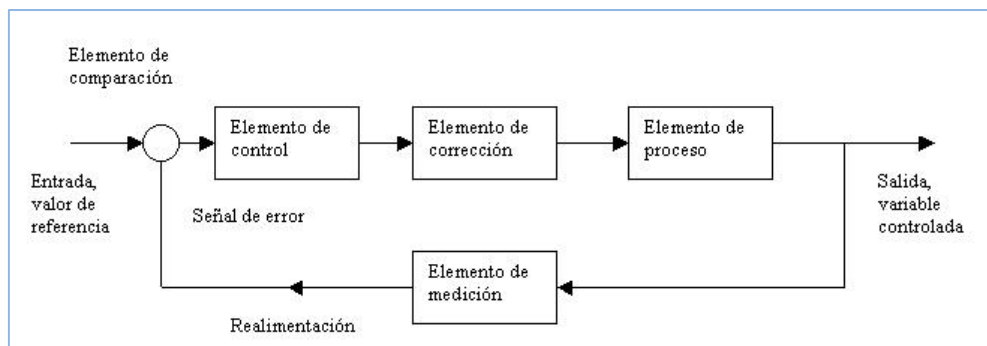 Elemento de
comparación
Elemento de
control
Elemento de
corrección
Elemento de
proceso
Entrada,
valor de
referencia
Señal de error
Salida,
variable
controlada
Elemento de
medición
Realimentación